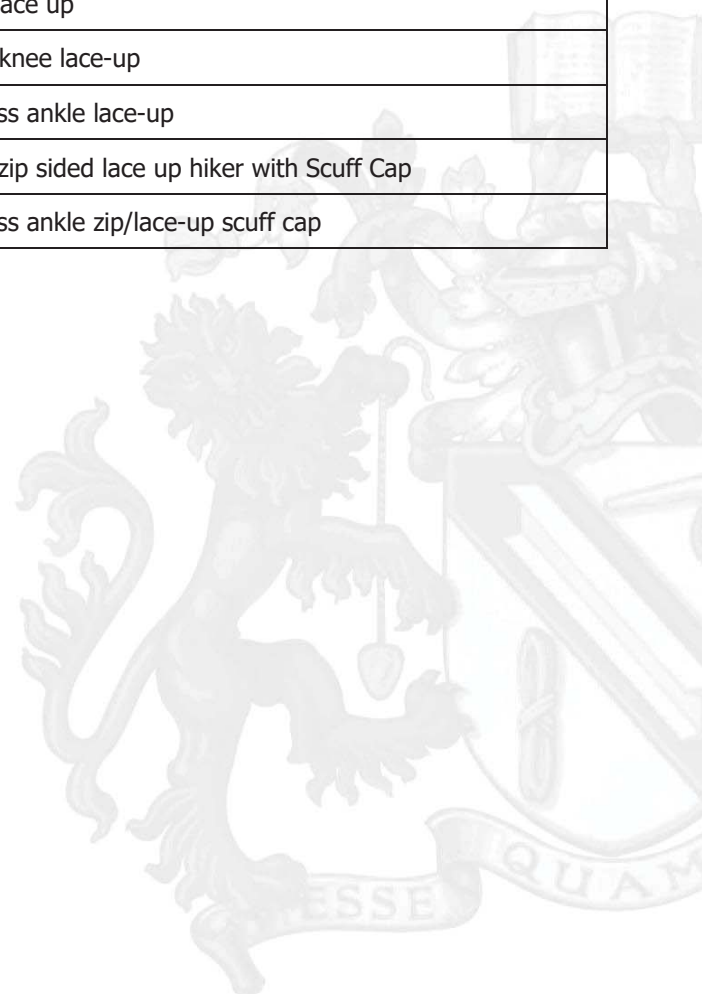 ace up
knee lace-up
ss ankle lace-up
zip sided lace up hiker with Scuff Cap
ss ankle zip/lace-up scuff cap
ESSE QUAM